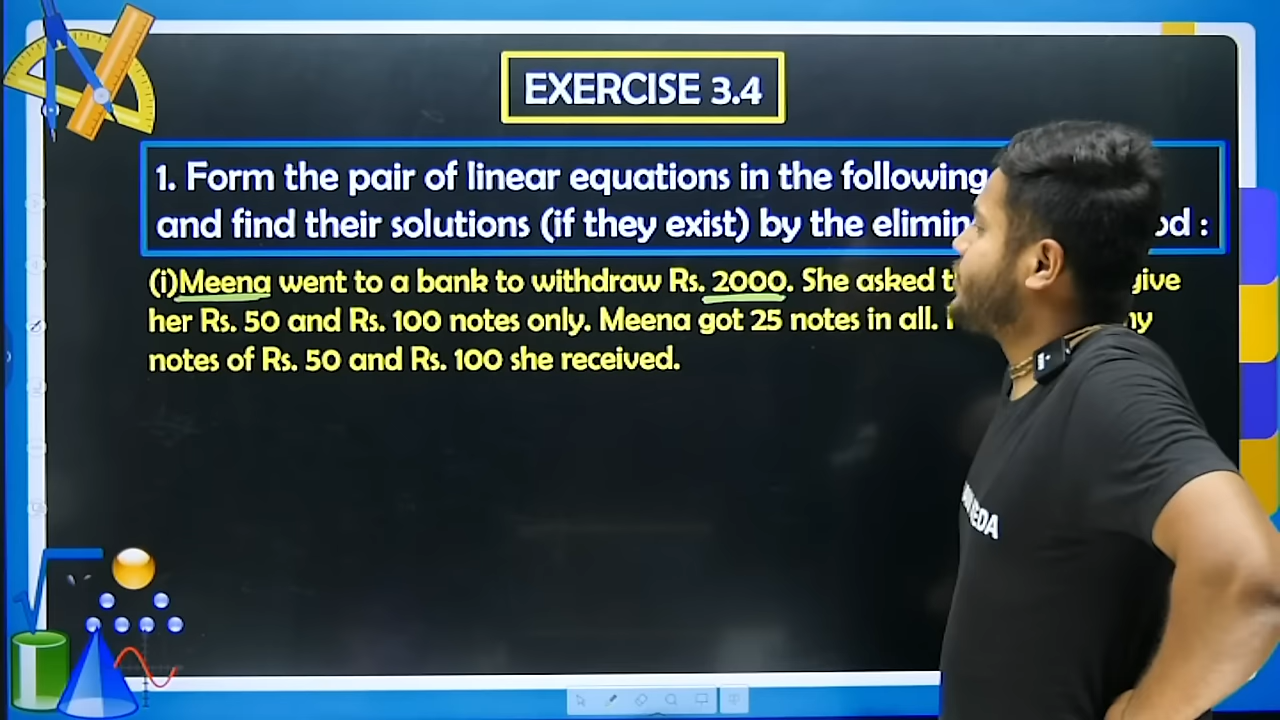 EXERCISE 3.4
1. Form the pair of linear equations in the following
and find their solutions (if they exist) by the :
(i)Meena went to a bank to withdraw Rs. 2000. She asked give
her Rs. 50 and Rs. 100 notes only. Meena got 25 notes in all.
notes of Rs. 50 and Rs. 100 she received.